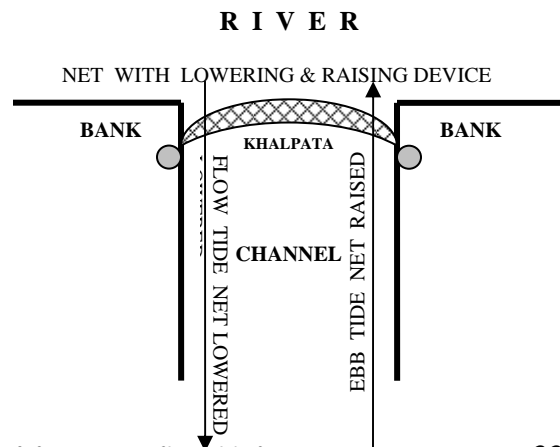 R I V E R
NET WITH LOWERING & RAISING DEVICE
BANK
BANK
KHALPATA
FLOW TIDE NET LOWERED
CHANNEL
EBB TIDE NET RAISED